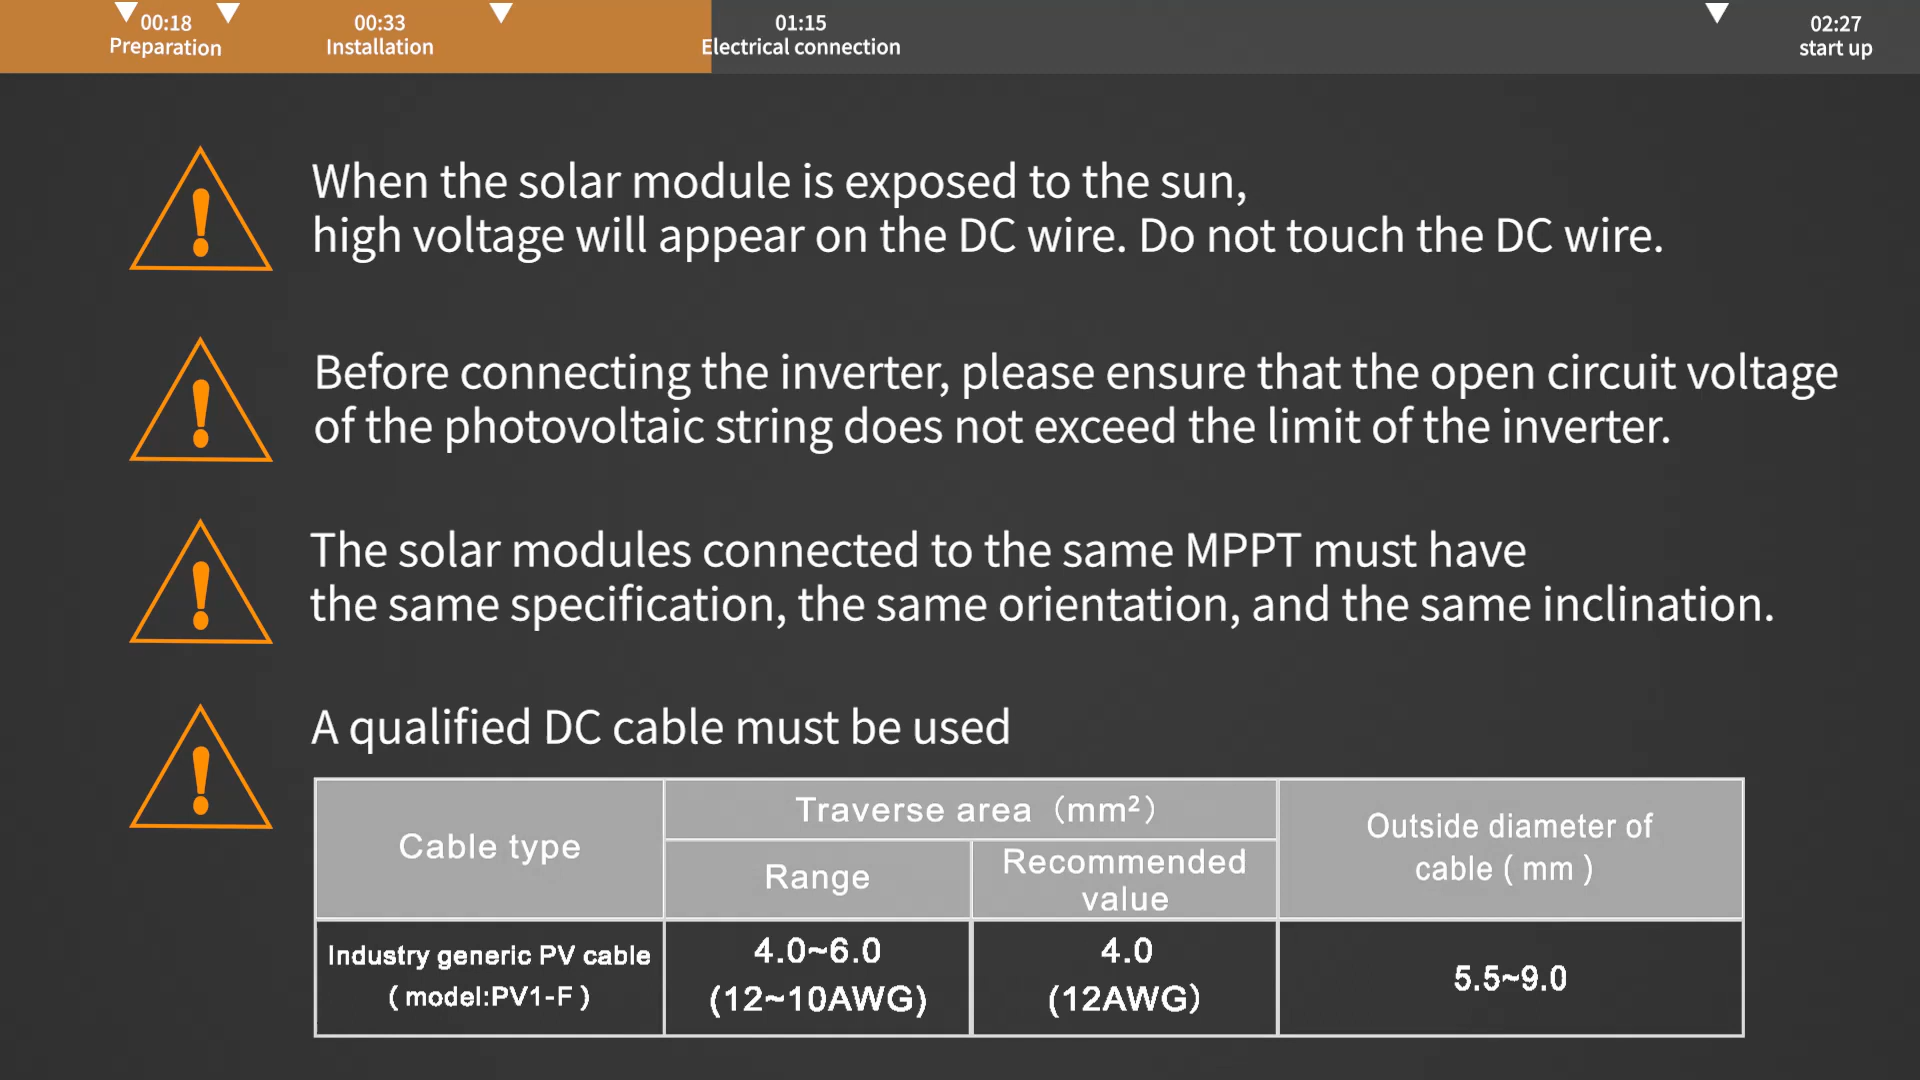 00:18
Preparation
00:33
Installation
01:15
Electrical connection
02:27
start up
When the solar module is exposed to the sun,
high voltage will appear on the DC wire. Do not touch the DC wire.
Before connecting the inverter, please ensure that the open circuit voltage
of the photovoltaic string does not exceed the limit of the inverter.
The solar modules connected to the same MPPT must have
the same specification, the same orientation, and the same inclination.
A qualified DC cable must be used
Cable type
Traverse area（mm²）
Range
Recommended
value
Outside diameter of
cable ( mm )
Industry generic PV cable
( model:PV1-F )
4.0~6.0
(12~10AWG)
4.0
(12AWG)
5.5~9.0